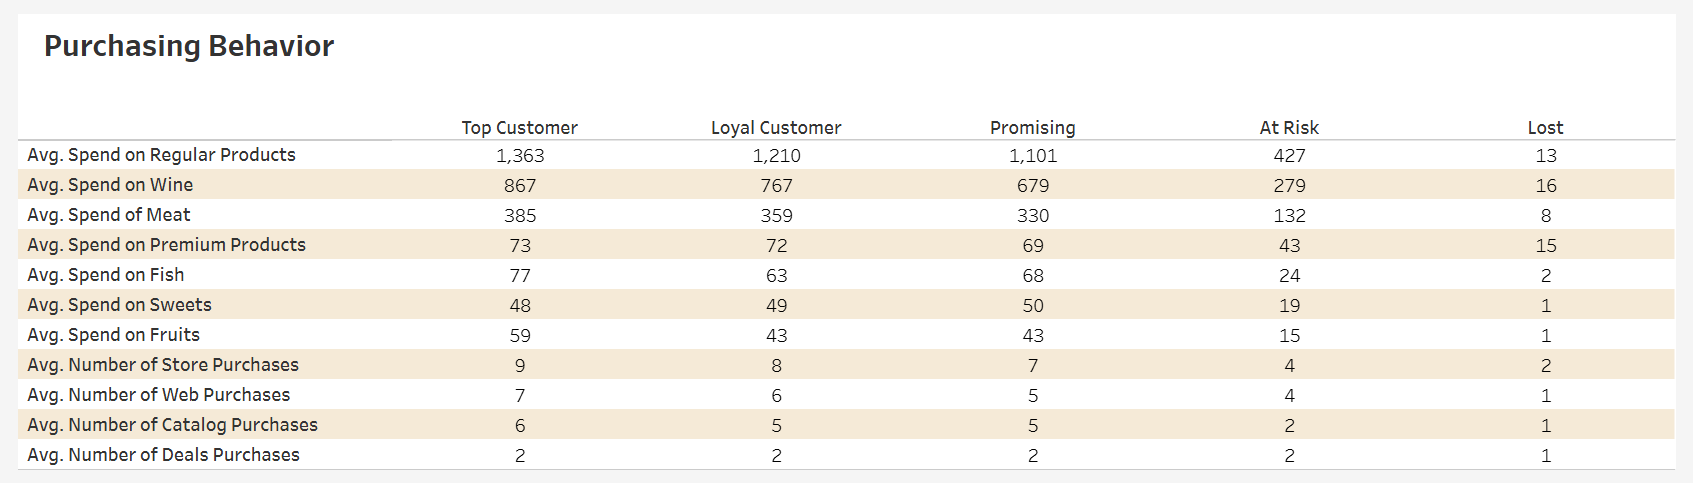 Purchasing Behavior
Top Customer Loyal Customer Promising At Risk Lost
Avg. Spend on Regular Products 1,363 1,210 1,101 427 13
Avg. Spend on Wine 867 767 679 279 16
Avg. Spend of Meat 385 359 330 132 8
Avg. Spend on Premium Products 73 72 69 43 15
Avg. Spend on Fish 77 63 68 24 2
Avg. Spend on Sweets 48 49 50 19 1
Avg. Spend on Fruits 59 43 43 15 1
Avg. Number of Store Purchases 9 8 7 4 2
Avg. Number of Web Purchases 7 6 5 4 1
Avg. Number of Catalog Purchases 6 5 5 2 1
Avg. Number of Deals Purchases 2 2 2 2 1